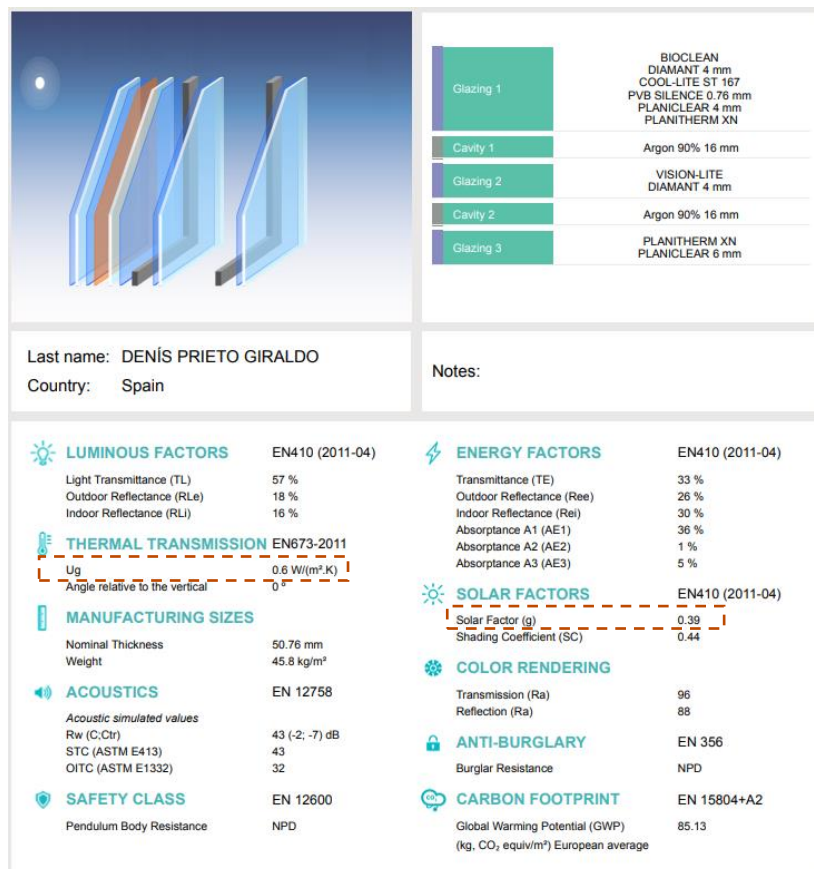 Glazing 1
BIOCLEAN
DIAMANT 4 mm
COOL-LITE ST 167
PVB SILENCE 0.76 mm
PLANICLEAR 4 mm
PLANITHERM XN
Cavity 1 Argon 90% 16 mm
Glazing 2
VISION-LITE
DIAMANT 4 mm
Cavity 2 Argon 90% 16 mm
Glazing 3
PLANITHERM XN
PLANICLEAR 6 mm
Last name: DENÍS PRIETO GIRALDO
Country: Spain
Notes:
LUMINOUS FACTORS EN410 (2011-04)
Light Transmittance (TL) 57 %
Outdoor Reflectance (RLe) 18 %
Indoor Reflectance (RLi) 16 %
THERMAL TRANSMISSION EN673-2011
Ug 0.6 W/(m².K)
Angle relative to the vertical 0 º
MANUFACTURING SIZES
Nominal Thickness 50.76 mm
Weight 45.8 kg/m²
ACOUSTICS EN 12758
Acoustic simulated values
Rw (C;Ctr) 43 (-2; -7) dB
STC (ASTM E413) 43
OITC (ASTM E1332) 32
SAFETY CLASS EN 12600
Pendulum Body Resistance NPD
ENERGY FACTORS EN410 (2011-04)
Transmittance (TE) 33 %
Outdoor Reflectance (Ree) 26 %
Indoor Reflectance (Rei) 30 %
Absorptance A1 (AE1) 36 %
Absorptance A2 (AE2) 1 %
Absorptance A3 (AE3) 5 %
SOLAR FACTORS EN410 (2011-04)
Solar Factor (g) 0.39
Shading Coefficient (SC) 0.44
COLOR RENDERING
Transmission (Ra) 96
Reflection (Ra) 88
ANTI-BURGLARY EN 356
Burglar Resistance NPD
CARBON FOOTPRINT EN 15804+A2
Global Warming Potential (GWP) 85.13
(kg, CO₂ equiv/m²) European average